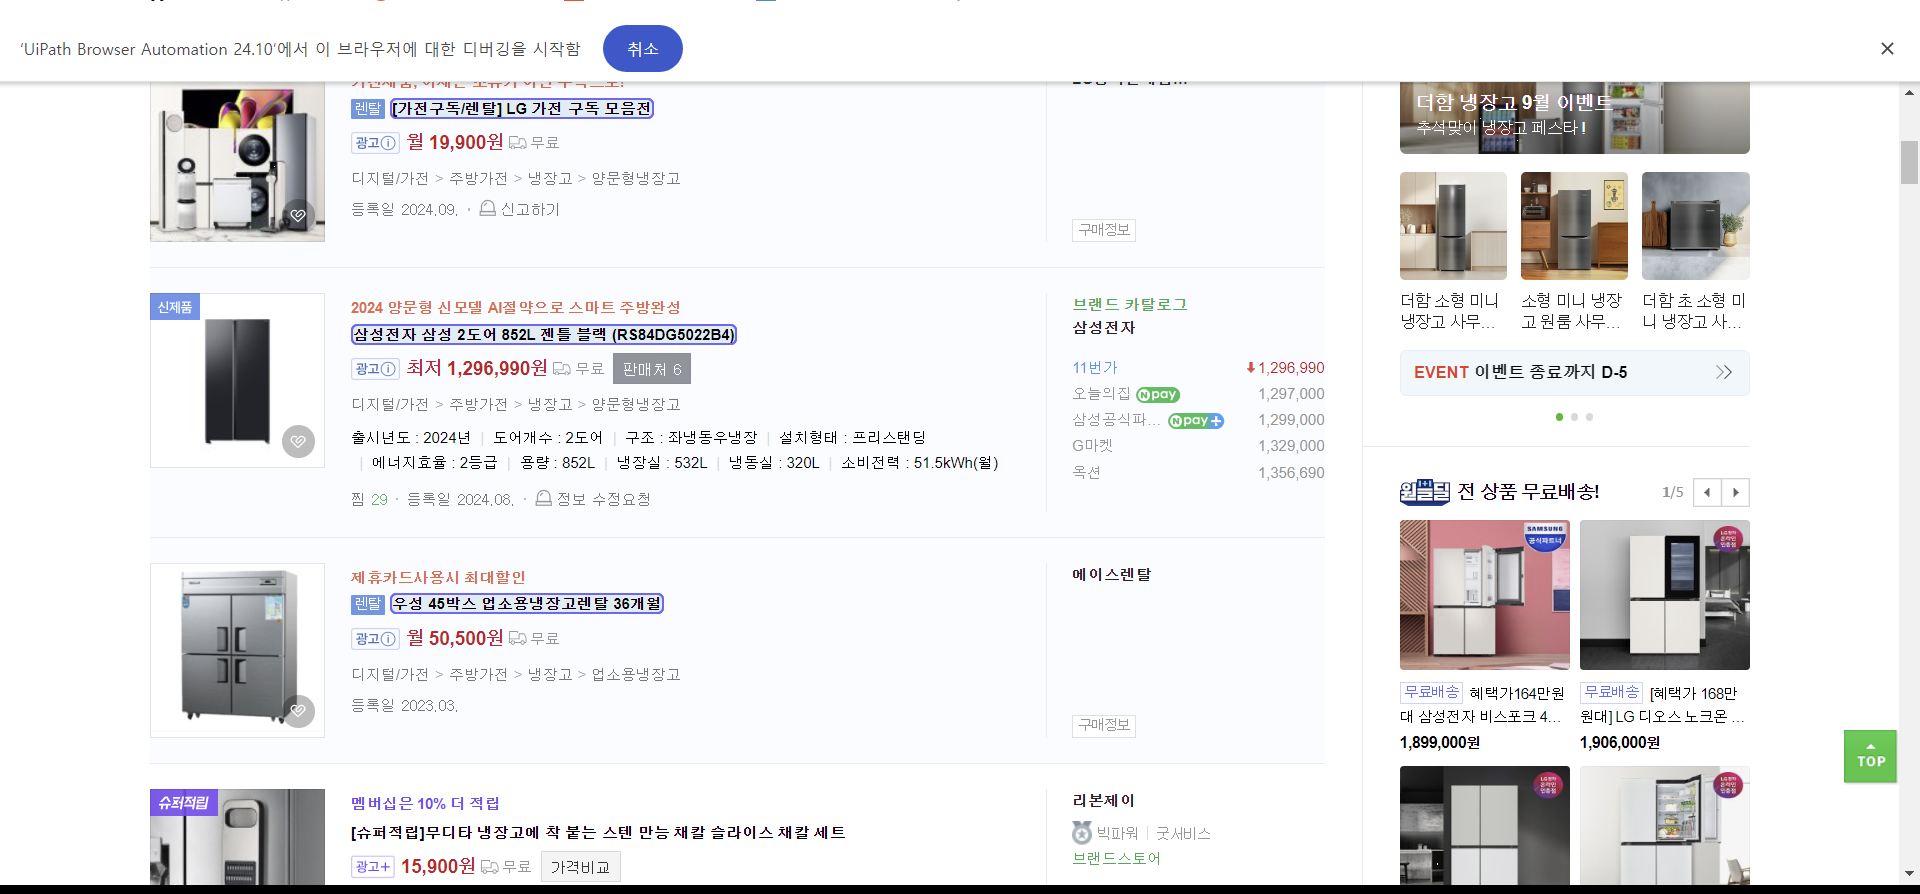 'UiPath Browser Automation 24.10'에서 이 브라우저에 대한 디버깅을 시작함
취소
렌탈 [가전구독/렌탈] LG 가전 구독 모음전
광고 월 19,900원 무료
디지털/가전 > 주방가전 > 냉장고 > 양문형냉장고
등록일 2024.09. · 신고하기
구매정보
신제품
2024 양문형 신모델 AI절약으로 스마트 주방완성
삼성전자 삼성 2도어 852L 젠틀 블랙 (RS84DG5022B4)
광고 최저 1,296,990원 무료 판매처 6
디지털/가전 > 주방가전 > 냉장고 > 양문형냉장고
출시년도 : 2024년 | 도어개수 : 2도어 | 구조 : 좌냉동우냉장 | 설치형태 : 프리스탠딩
| 에너지효율 : 2등급 | 용량 : 852L | 냉장실 : 532L | 냉동실 : 320L | 소비전력 : 51.5kWh(월)
찜 29 · 등록일 2024.08. · 정보 수정요청
브랜드 카탈로그
삼성전자
11번가 1,296,990
오늘의집 N pay 1,297,000
삼성공식파... N pay+ 1,299,000
G마켓 1,329,000
옥션 1,356,690
제휴카드사용시 최대할인
렌탈 우성 45박스 업소용냉장고렌탈 36개월
광고 월 50,500원 무료
디지털/가전 > 주방가전 > 냉장고 > 업소용냉장고
등록일 2023.03.
에이스렌탈
구매정보
슈퍼적립
멤버십은 10% 더 적립
[슈퍼적립]무디타 냉장고에 착 붙는 스텐 만능 채칼 슬라이스 채칼 세트
광고+ 15,900원 무료 가격비교
리본제이
빅파워 | 굿서비스
브랜드스토어
더함 냉장고 9월 이벤트
추석맞이 냉장고 페스타 !
더함 소형 미니
냉장고 사무...
소형 미니 냉장
고 원룸 사무...
더함 초 소형 미
니 냉장고 사...
EVENT 이벤트 종료까지 D-5
원플딜 1+1 전 상품 무료배송!
1/5
SAMSUNG
공식파트너
무료배송 혜택가164만원
대 삼성전자 비스포크 4...
1,899,000원
무료배송 [혜택가 168만
원대] LG 디오스 노크온 ...
1,906,000원
TOP